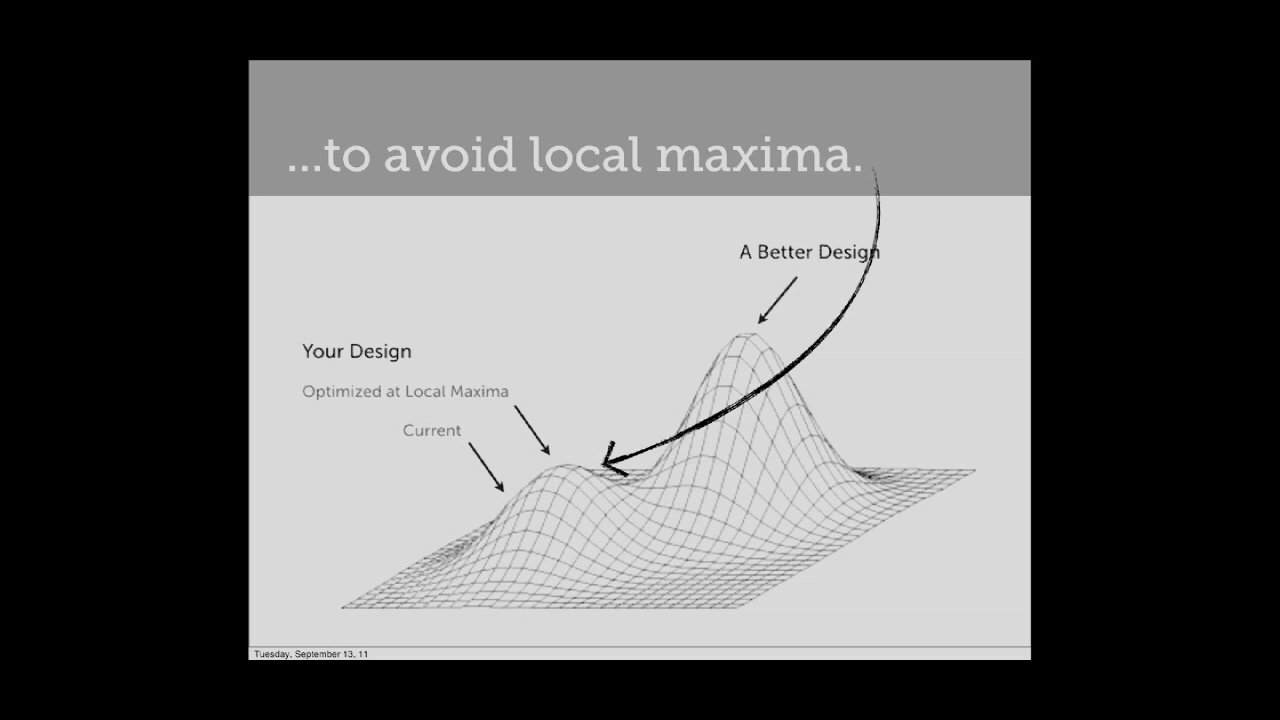 ...to avoid local maxima.
A Better Design
Your Design
Optimized at Local Maxima
Current
Tuesday, September 13, 11